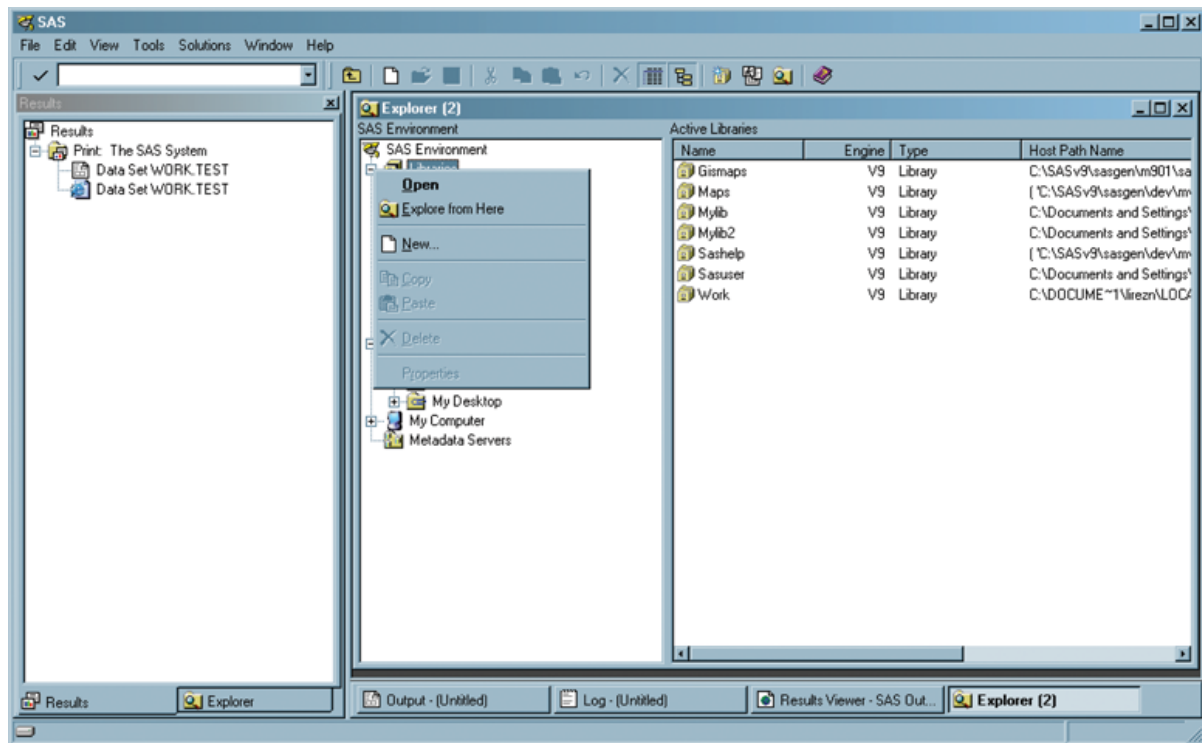 SAS
File Edit View Tools Solutions Window Help
Results
Results
Print: The SAS System
Data Set WORK.TEST
Data Set WORK.TEST
Explorer (2)
SAS Environment
SAS Environment
Libraries
Open
Explore from Here
New...
Copy
Paste
Delete
Properties
My Desktop
My Computer
Metadata Servers
Active Libraries
Name Engine Type Host Path Name
Gismaps V9 Library C:\SASv9\sasgen\m901\sa
Maps V9 Library ( 'C:\SASv9\sasgen\dev\mv
Mylib V9 Library C:\Documents and Settings\
Mylib2 V9 Library C:\Documents and Settings\
Sashelp V9 Library ( 'C:\SASv9\sasgen\dev\mv
Sasuser V9 Library C:\Documents and Settings\
Work V9 Library C:\DOCUME~1\lirezn\LOCA
Results Explorer
Output - (Untitled) Log - (Untitled) Results Viewer - SAS Out... Explorer (2)